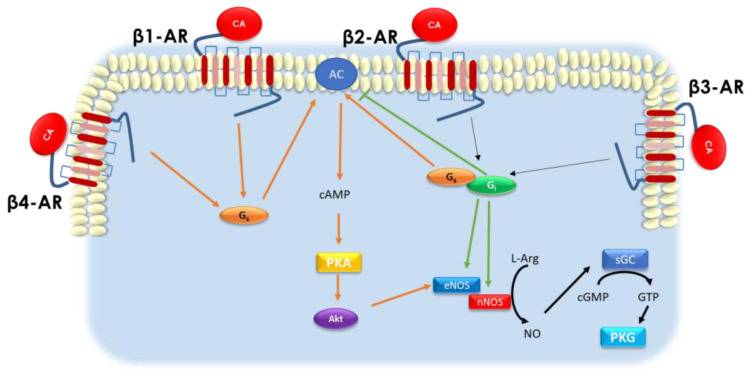 CA
CA
β1-AR
β2-AR
AC
β3-AR
CA
CA
β4-AR
Gs
Gi
cAMP
Gs
PKA
L-Arg
sGC
eNOS
nNOS
cGMP
GTP
Akt
NO
PKG